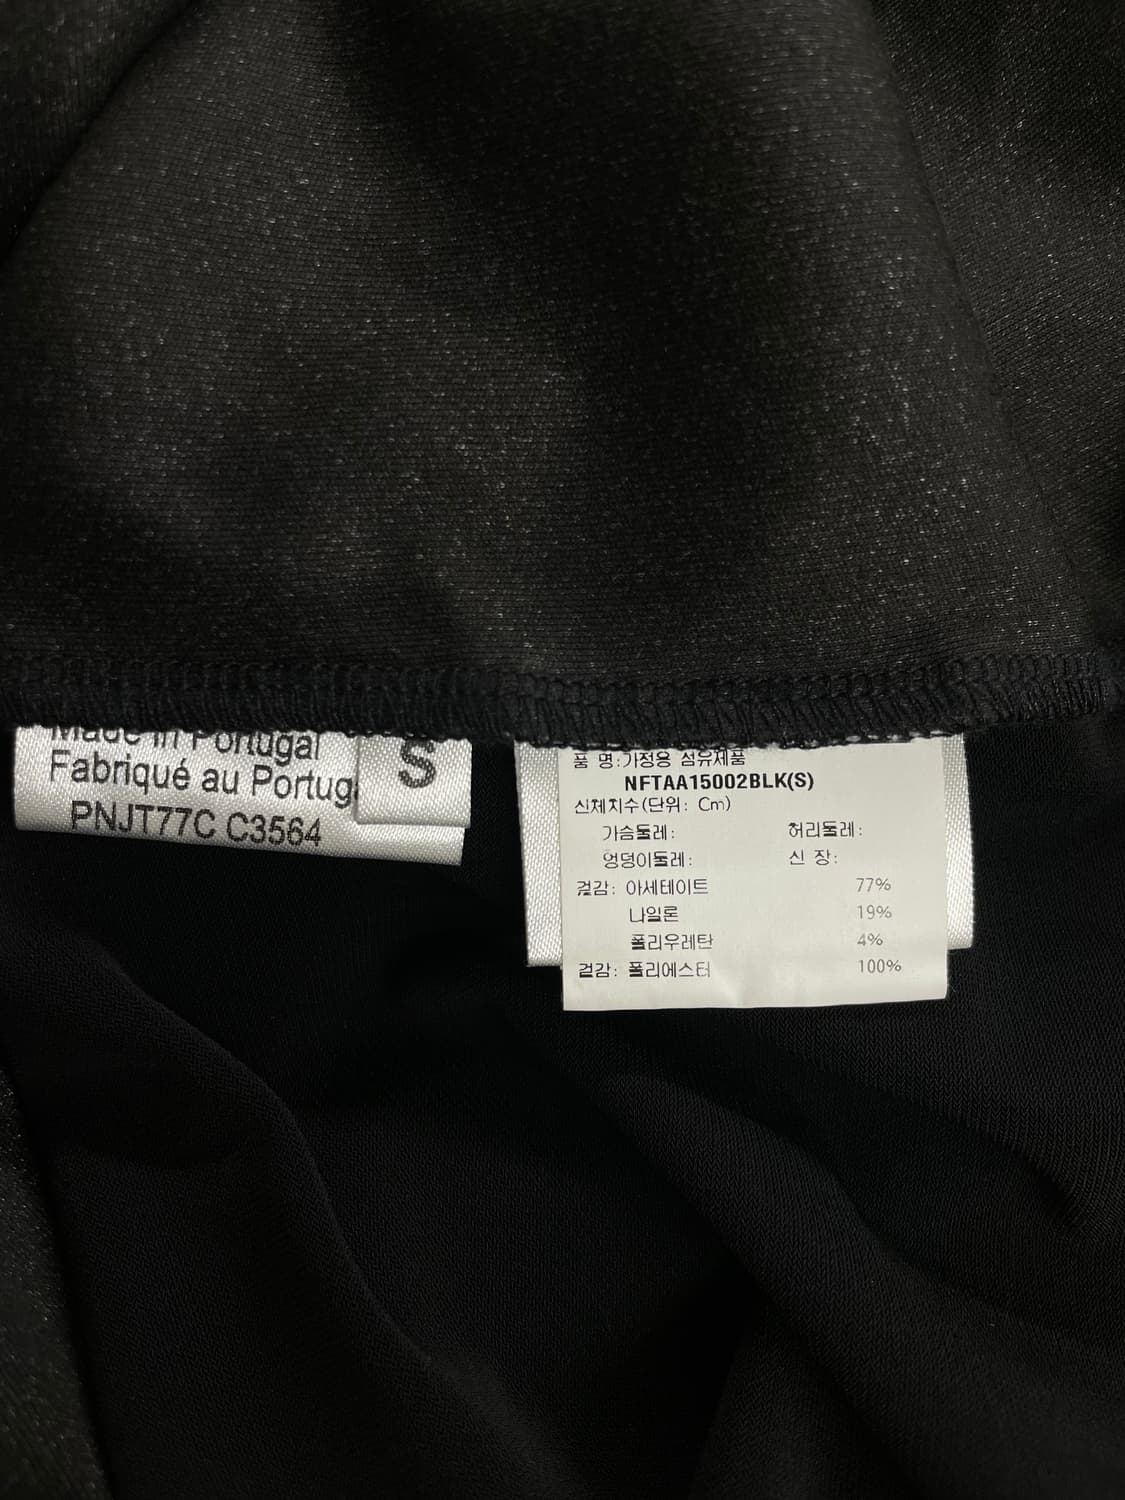 Made in Portugal
Fabriqué au Portug
PNJT77C C3564
S
품 명:가정용 섬유제품
NFTAA15002BLK(S)
신체치수(단위: Cm)
가슴둘레: 허리둘레:
엉덩이둘레: 신 장:
겉감: 아세테이트 77%
나일론 19%
폴리우레탄 4%
겉감: 폴리에스터 100%